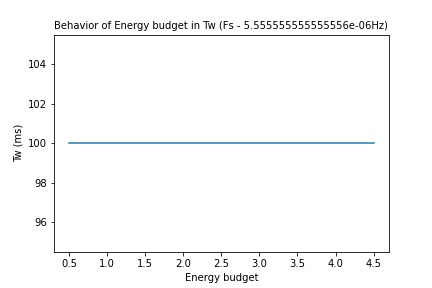 Behavior of Energy budget in Tw (Fs - 5.555555555555556e-06Hz)
104
102
100
98
96
Tw (ms)
0.5 1.0 1.5 2.0 2.5 3.0 3.5 4.0 4.5
Energy budget